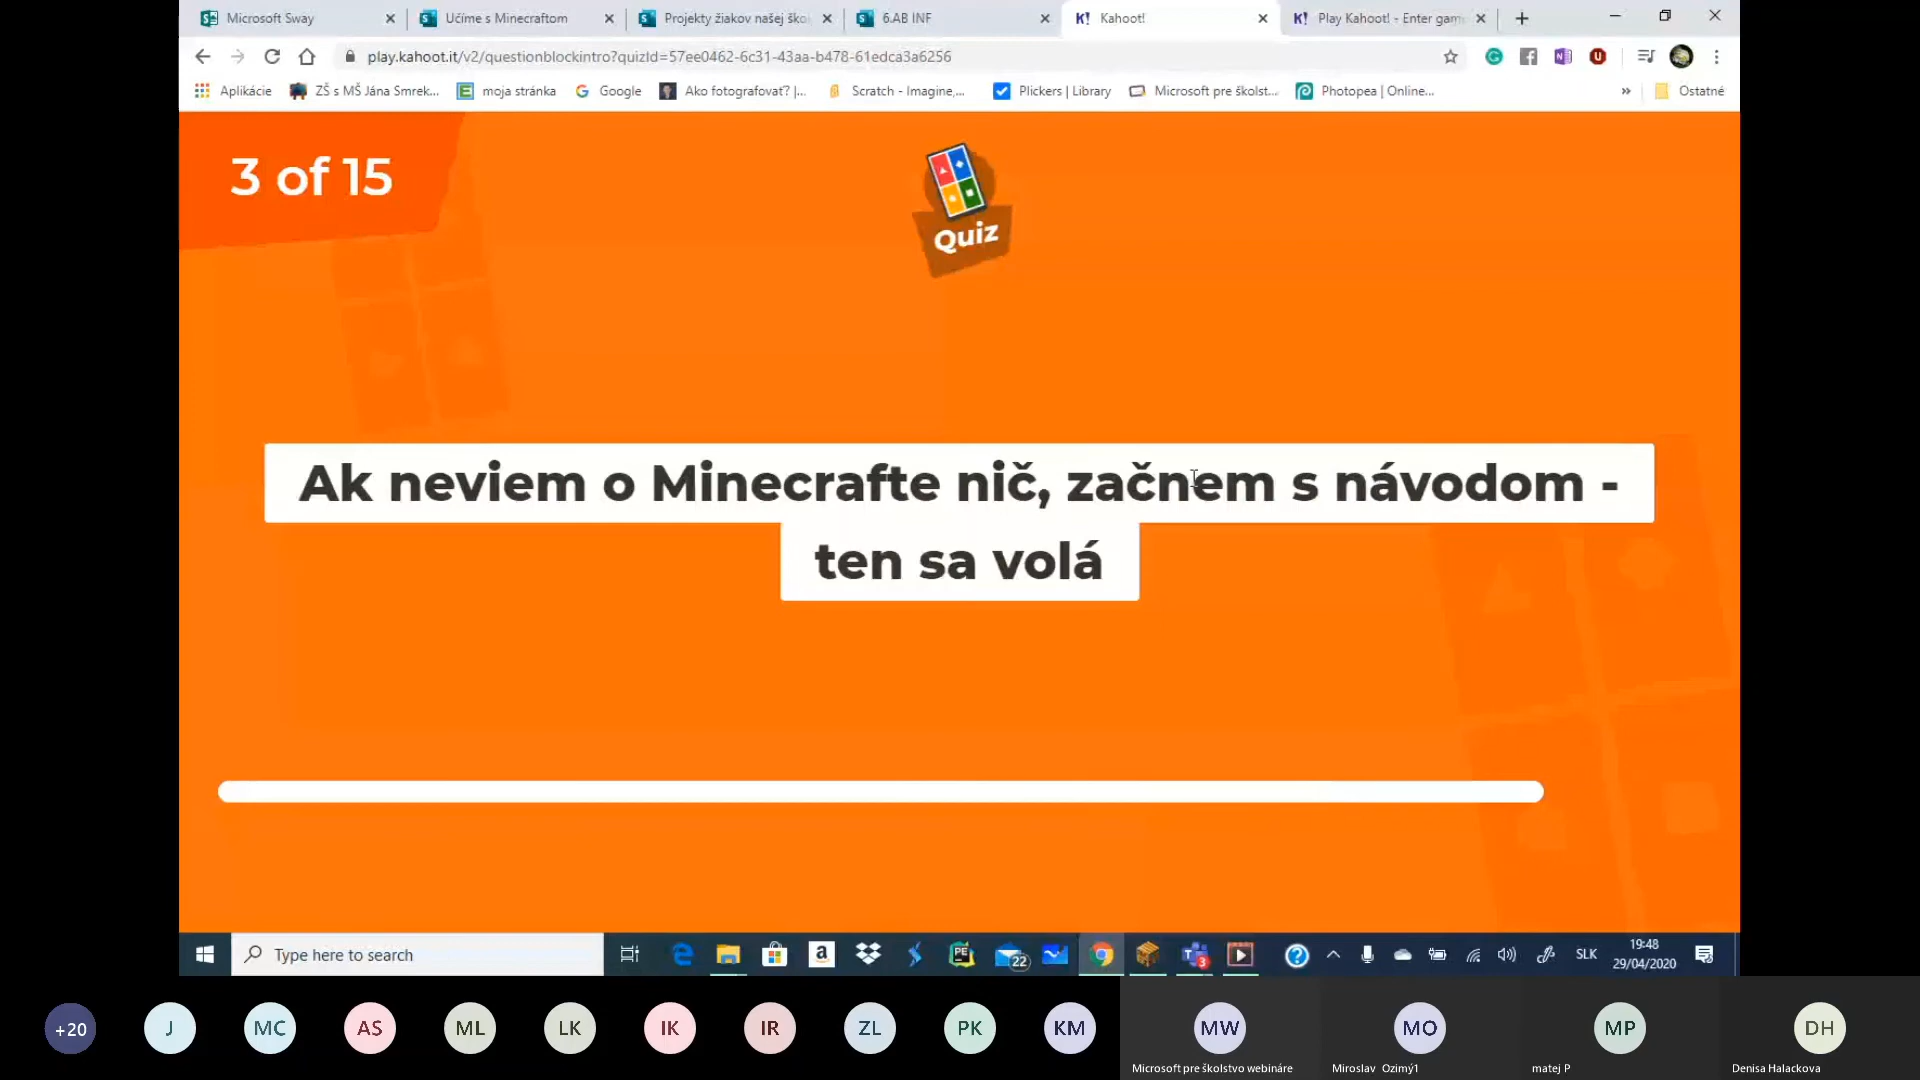 Microsoft Sway
Učíme s Minecraftom
Projekty žiakov našej ško
6.AB INF
K! Kahoot!
K! Play Kahoot! - Enter game
play.kahoot.it/v2/questionblockintro?quizId=57ee0462-6c31-43aa-b478-61edca3a6256
Aplikácie
ZŠ s MŠ Jána Smrek...
moja stránka
Google
Ako fotografovať? |...
Scratch - Imagine,...
Plickers | Library
Microsoft pre školst...
Photopea | Online...
»
Ostatné
3 of 15
Quiz
Ak neviem o Minecrafte nič, začnem s návodom -
ten sa volá
Type here to search
22
3
SLK
19:48
29/04/2020
+20
J
MC
AS
ML
LK
IK
IR
ZL
PK
KM
MW
MO
MP
DH
Microsoft pre školstvo webináre
Miroslav Ozimý1
matej P
Denisa Halackova